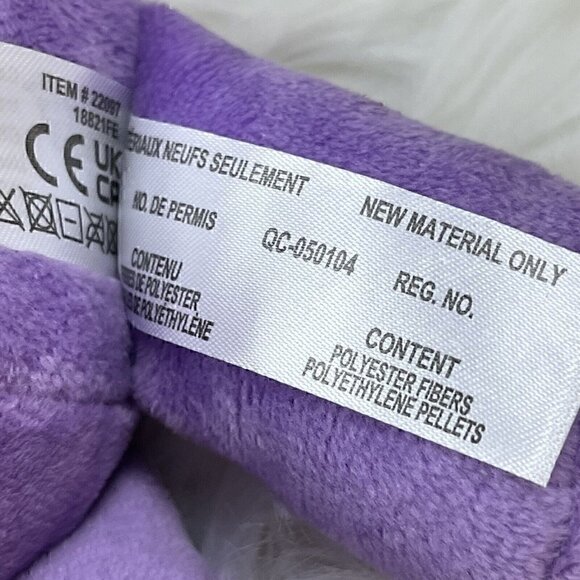 ITEM # 22097
18821FE
CE UK
CA
MATERIAUX NEUFS SEULEMENT
NEW MATERIAL ONLY
NO. DE PERMIS
QC-050104
REG. NO.
CONTENU
DE POLYESTER
DE POLYÉTHYLÈNE
CONTENT
POLYESTER FIBERS
POLYETHYLENE PELLETS